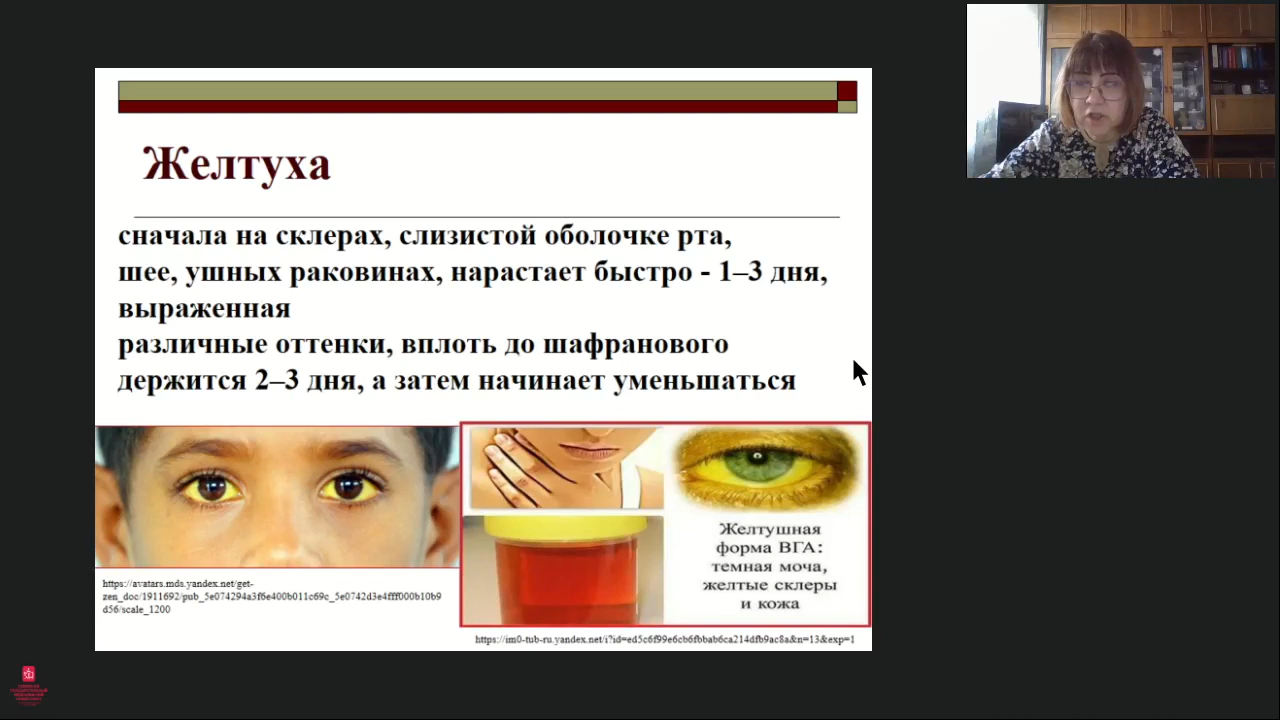 Желтуха
сначала на склерах, слизистой оболочке рта,
шее, ушных раковинах, нарастает быстро - 1–3 дня,
выраженная
различные оттенки, вплоть до шафранового
держится 2–3 дня, а затем начинает уменьшаться
Желтушная
форма ВГА:
темная моча,
желтые склеры
и кожа
https://avatars.mds.yandex.net/get-
zen_doc/1911692/pub_5e074294a3f6e400b011c69c_5e0742d3e4fff000b10b9
d56/scale_1200
https://im0-tub-ru.yandex.net/i?id=ed5c6f99e6cb6fbbab6ca214dfb9ac8a&n=13&exp=1